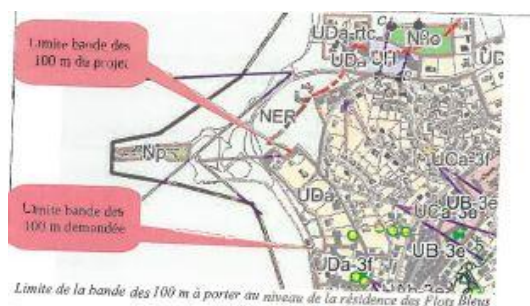 Limite bande des
100 m du projet
UDa-rtc
UDa
UH
NER
Np
UCa-3f
UDa
UCa-3e
UB-3e
UB-3e
UDa-3f
Limite bande des
100 m demandée
Limite de la bande des 100 m à porter au niveau de la résidence des Flots Bleus